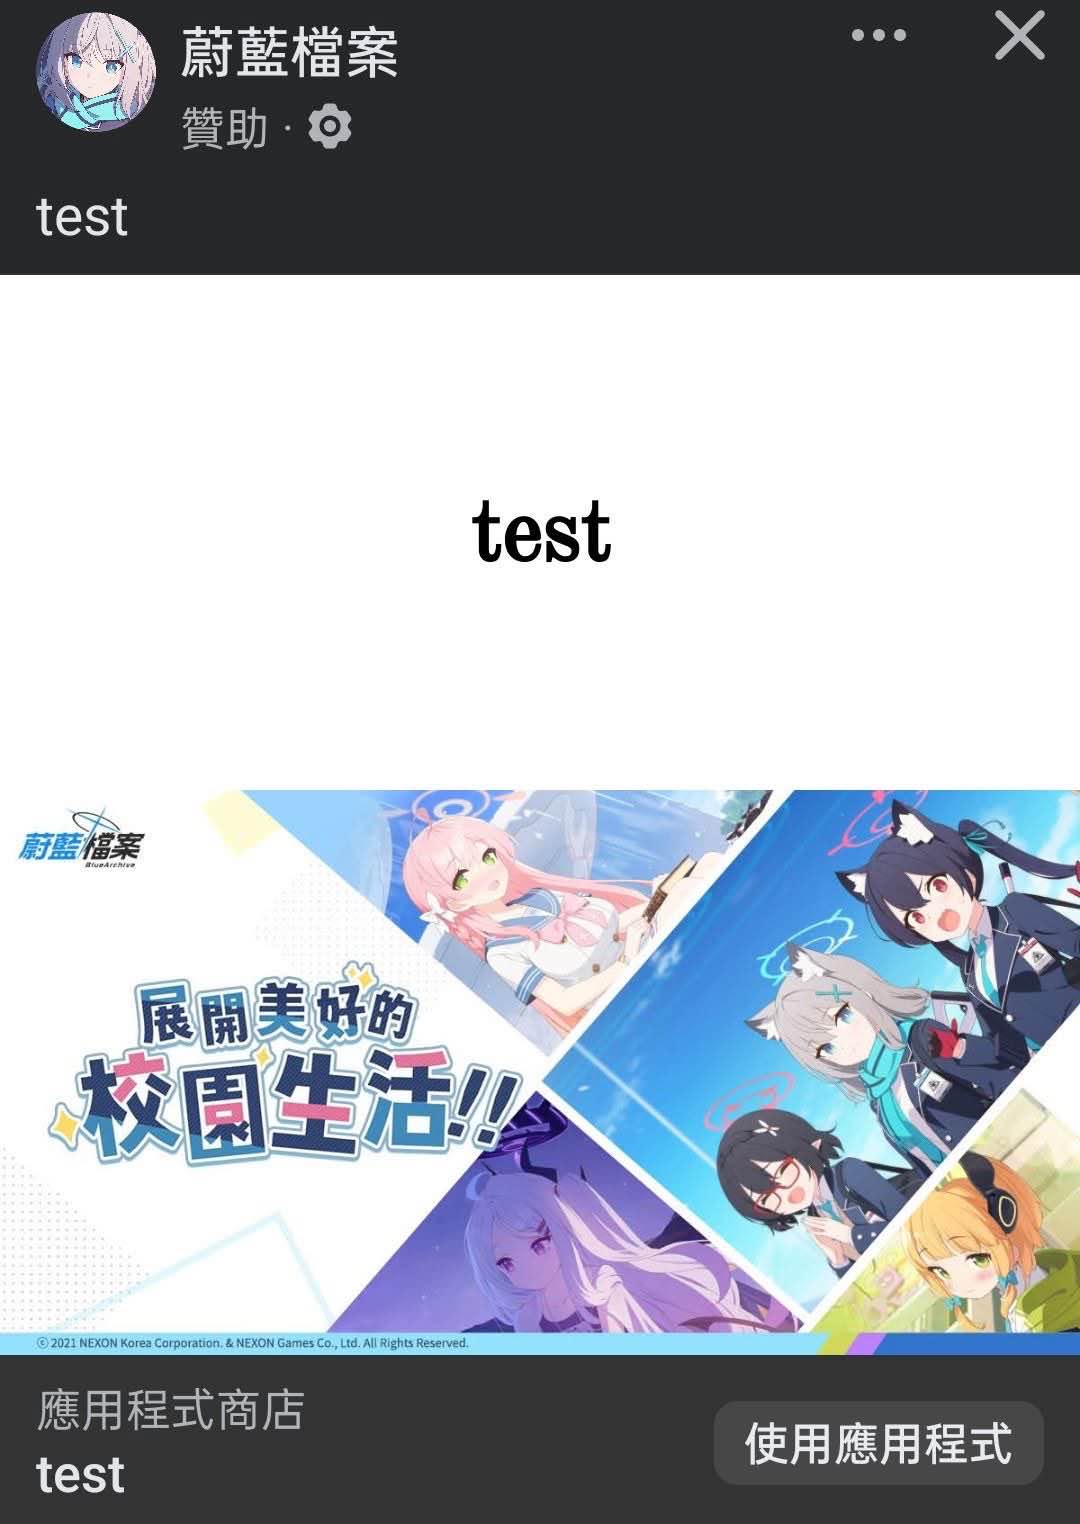 蔚藍檔案
贊助 ·
test
test
蔚藍檔案
BlueArchive
展開美好的
校園生活!!
© 2021 NEXON Korea Corporation. & NEXON Games Co., Ltd. All Rights Reserved.
應用程式商店
test
使用應用程式